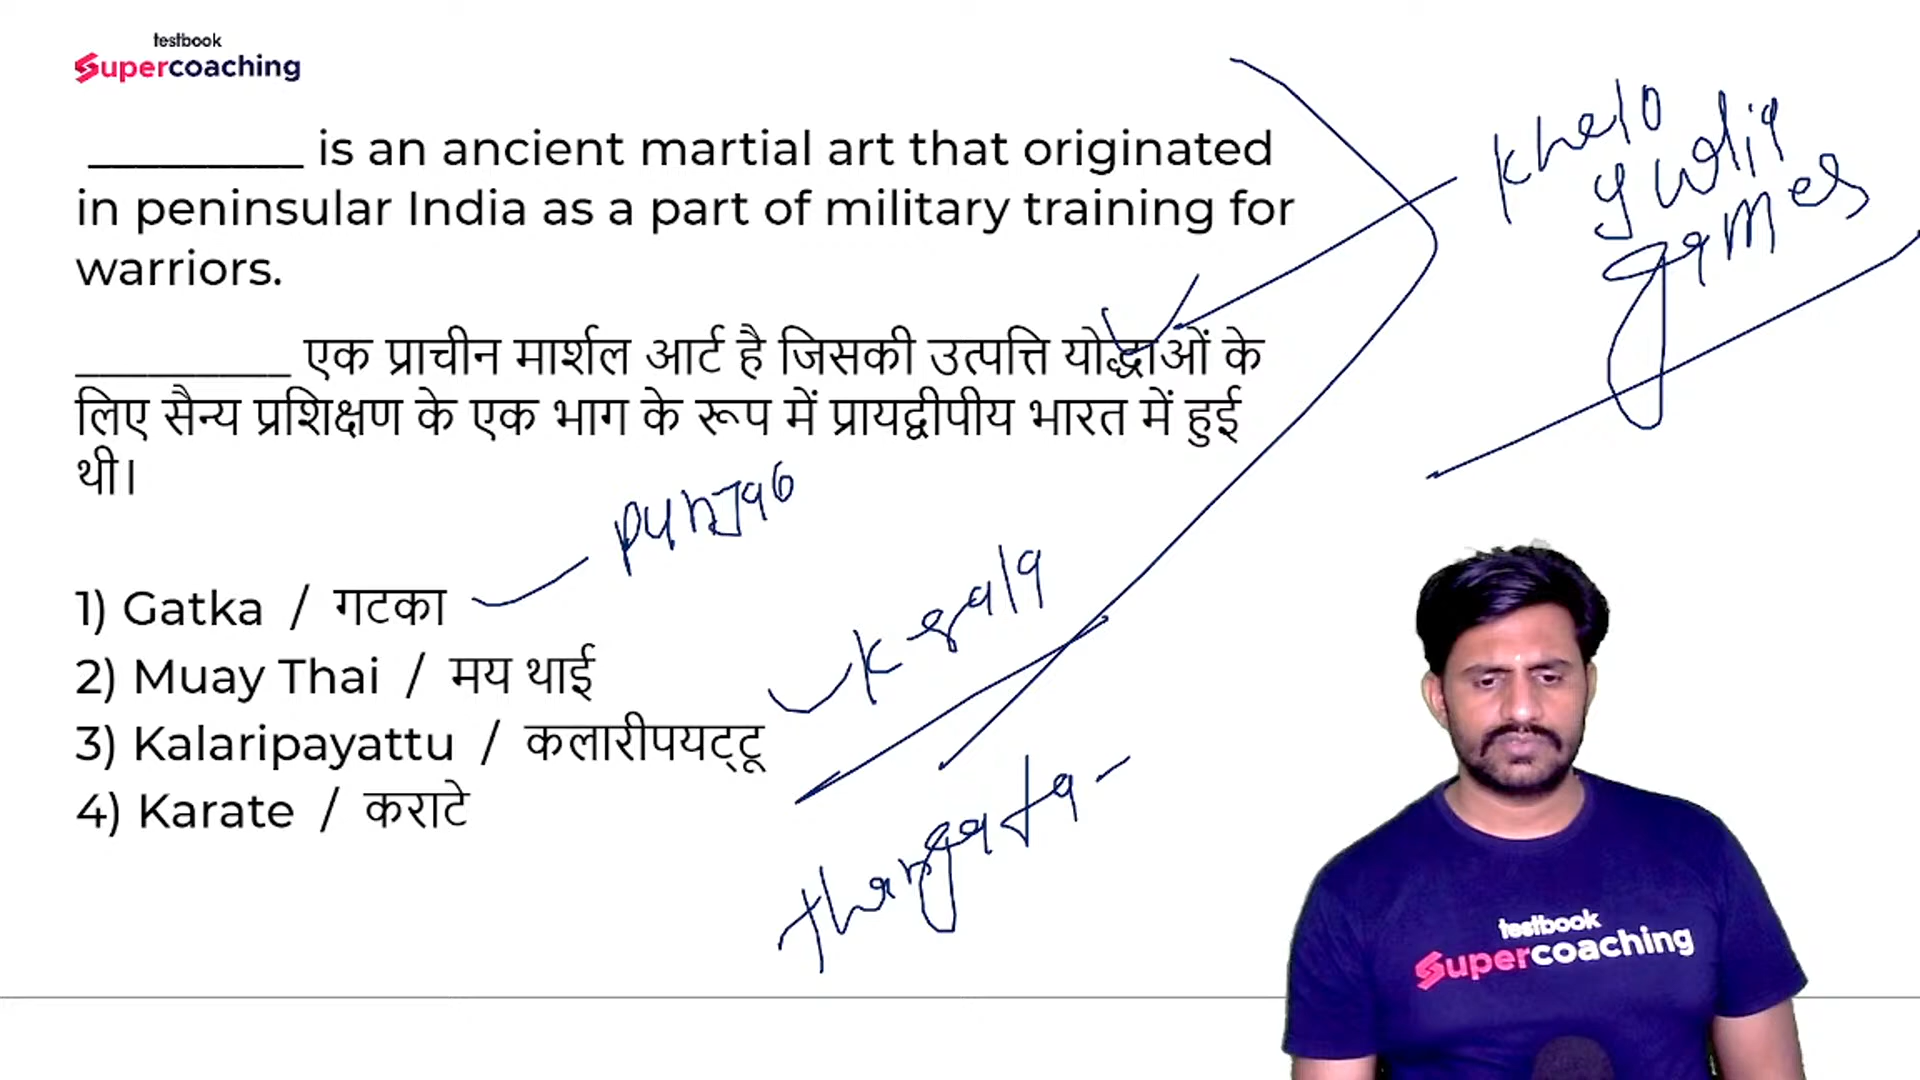 testbook
Supercoaching
_________ is an ancient martial art that originated
in peninsular India as a part of military training for
warriors.
_________ एक प्राचीन मार्शल आर्ट है जिसकी उत्पत्ति योद्धाओं के
लिए सैन्य प्रशिक्षण के एक भाग के रूप में प्रायद्वीपीय भारत में हुई
थी।
1) Gatka / गटका
2) Muay Thai / मय थाई
3) Kalaripayattu / कलारीपयट्टू
4) Karate / कराटे
Punjab
Kerala
Khelo
games
testbook
Supercoaching